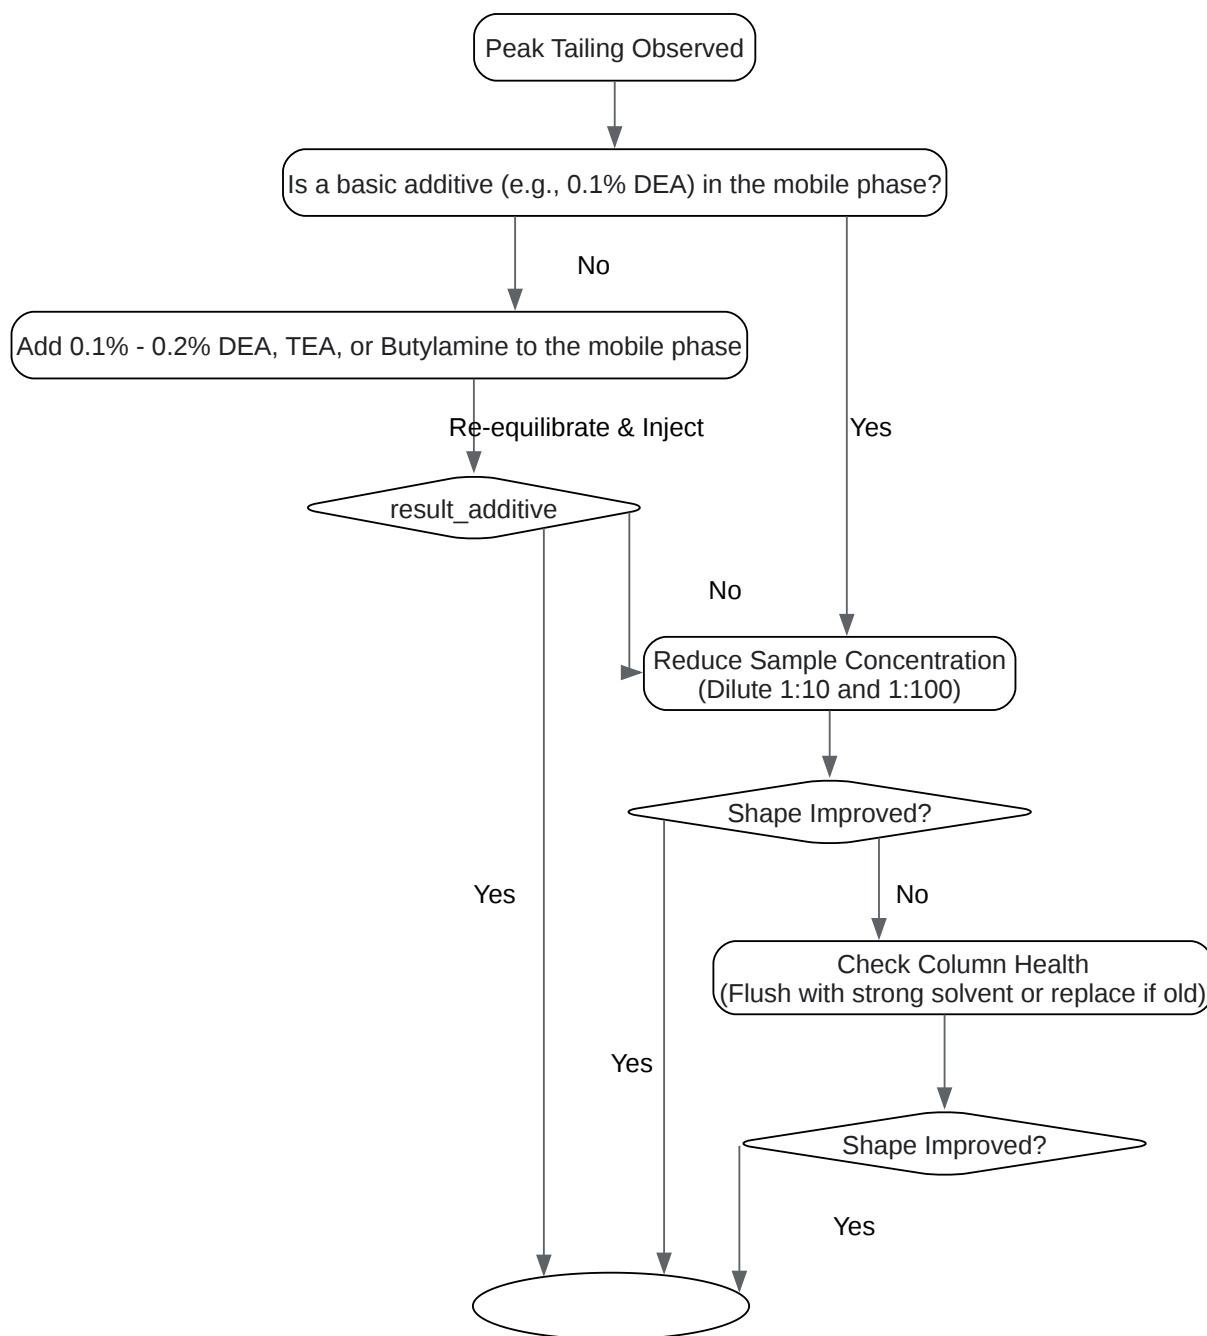 Peak Tailing Observed
Is a basic additive (e.g., 0.1% DEA) in the mobile phase?
No
Add 0.1% - 0.2% DEA, TEA, or Butylamine to the mobile phase
Re-equilibrate & Inject
Yes
result_additive
No
Reduce Sample Concentration
(Dilute 1:10 and 1:100)
Shape Improved?
Yes
No
Check Column Health
(Flush with strong solvent or replace if old)
Yes
Shape Improved?
Yes